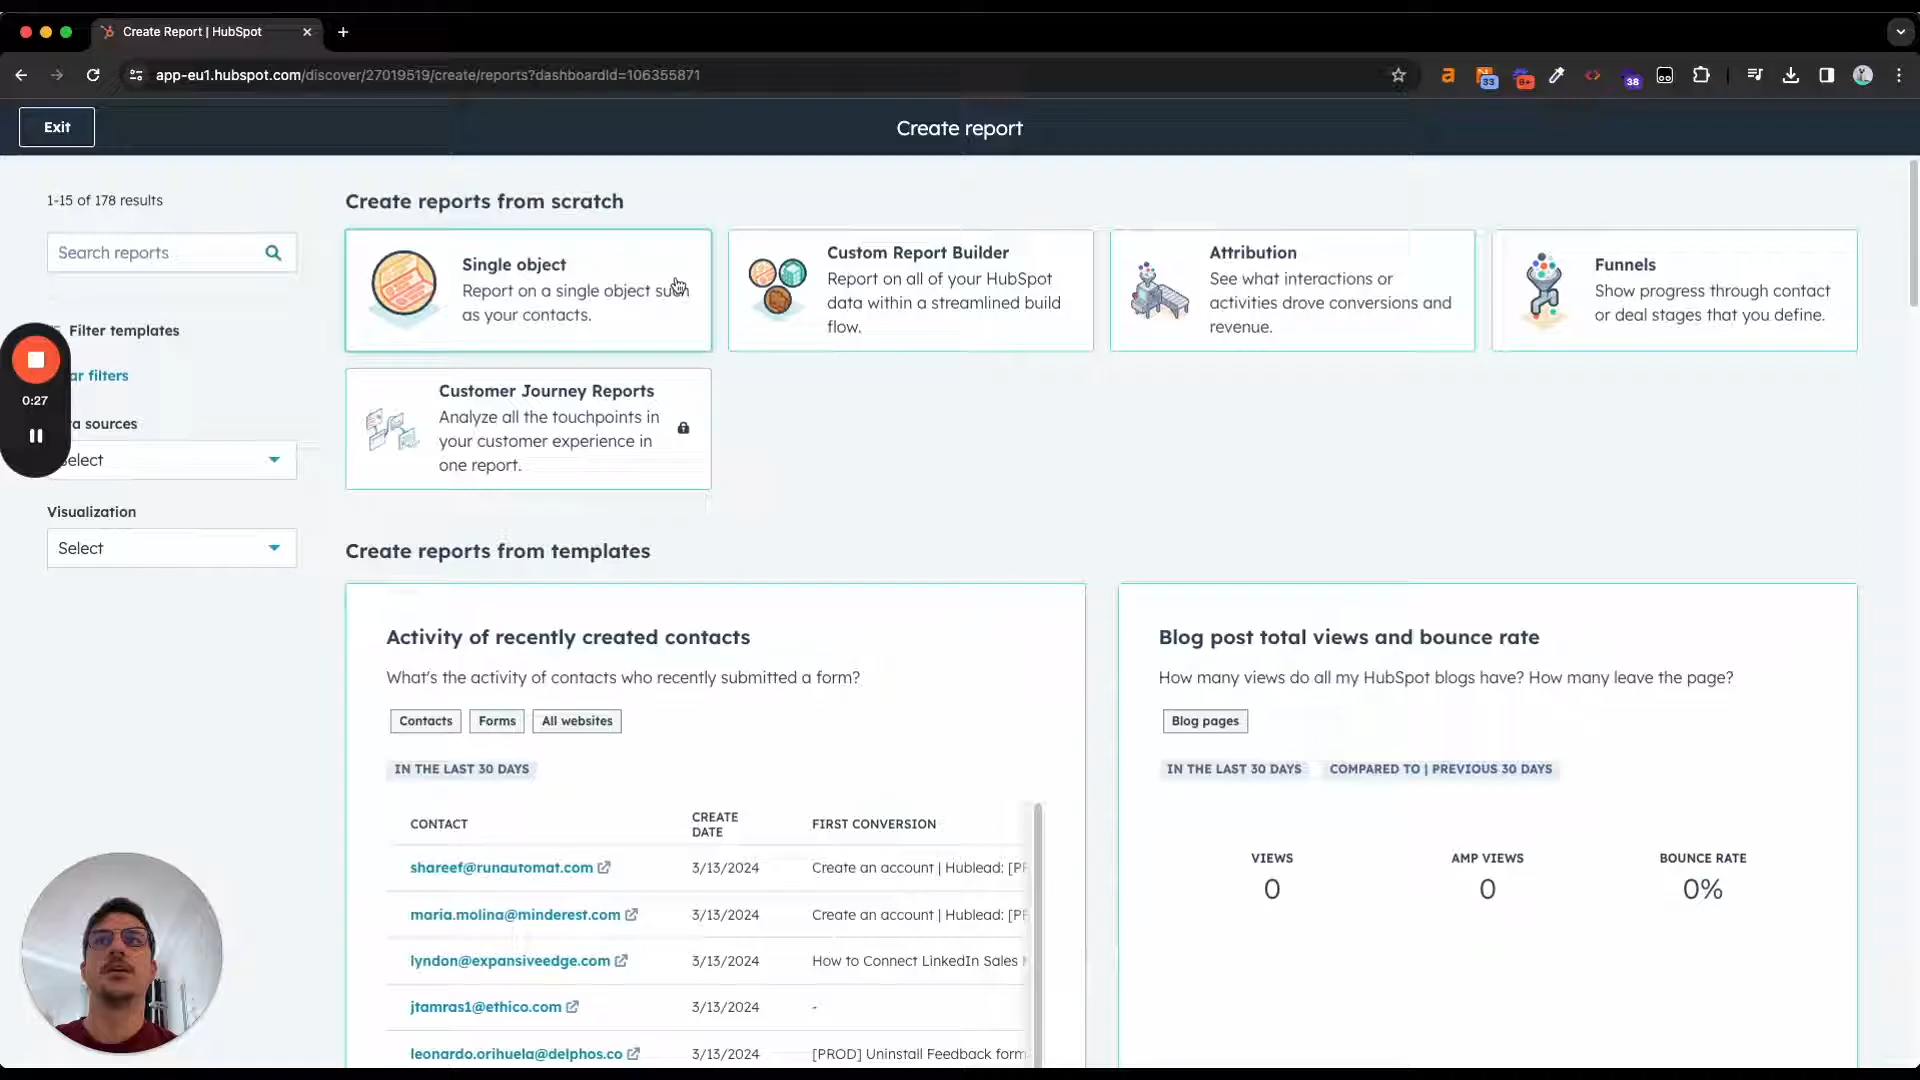 Create Report | HubSpot
app-eu1.hubspot.com/discover/27019519/create/reports?dashboardId=106355871
33
38
Exit
Create report
1-15 of 178 results
Search reports
Filter templates
ar filters
0:27
a sources
Select
Visualization
Select
Create reports from scratch
Single object
Report on a single object such
as your contacts.
Custom Report Builder
Report on all of your HubSpot
data within a streamlined build
flow.
Attribution
See what interactions or
activities drove conversions and
revenue.
Funnels
Show progress through contact
or deal stages that you define.
Customer Journey Reports
Analyze all the touchpoints in
your customer experience in
one report.
Create reports from templates
Activity of recently created contacts
What's the activity of contacts who recently submitted a form?
Contacts Forms All websites
IN THE LAST 30 DAYS
CONTACT CREATE DATE FIRST CONVERSION
shareef@runautomat.com 3/13/2024 Create an account | Hublead: [PR
maria.molina@minderest.com 3/13/2024 Create an account | Hublead: [PR
lyndon@expansiveedge.com 3/13/2024 How to Connect LinkedIn Sales
jtamras1@ethico.com 3/13/2024 -
leonardo.orihuela@delphos.co 3/13/2024 [PROD] Uninstall Feedback form
Blog post total views and bounce rate
How many views do all my HubSpot blogs have? How many leave the page?
Blog pages
IN THE LAST 30 DAYS COMPARED TO | PREVIOUS 30 DAYS
VIEWS AMP VIEWS BOUNCE RATE
0 0 0%